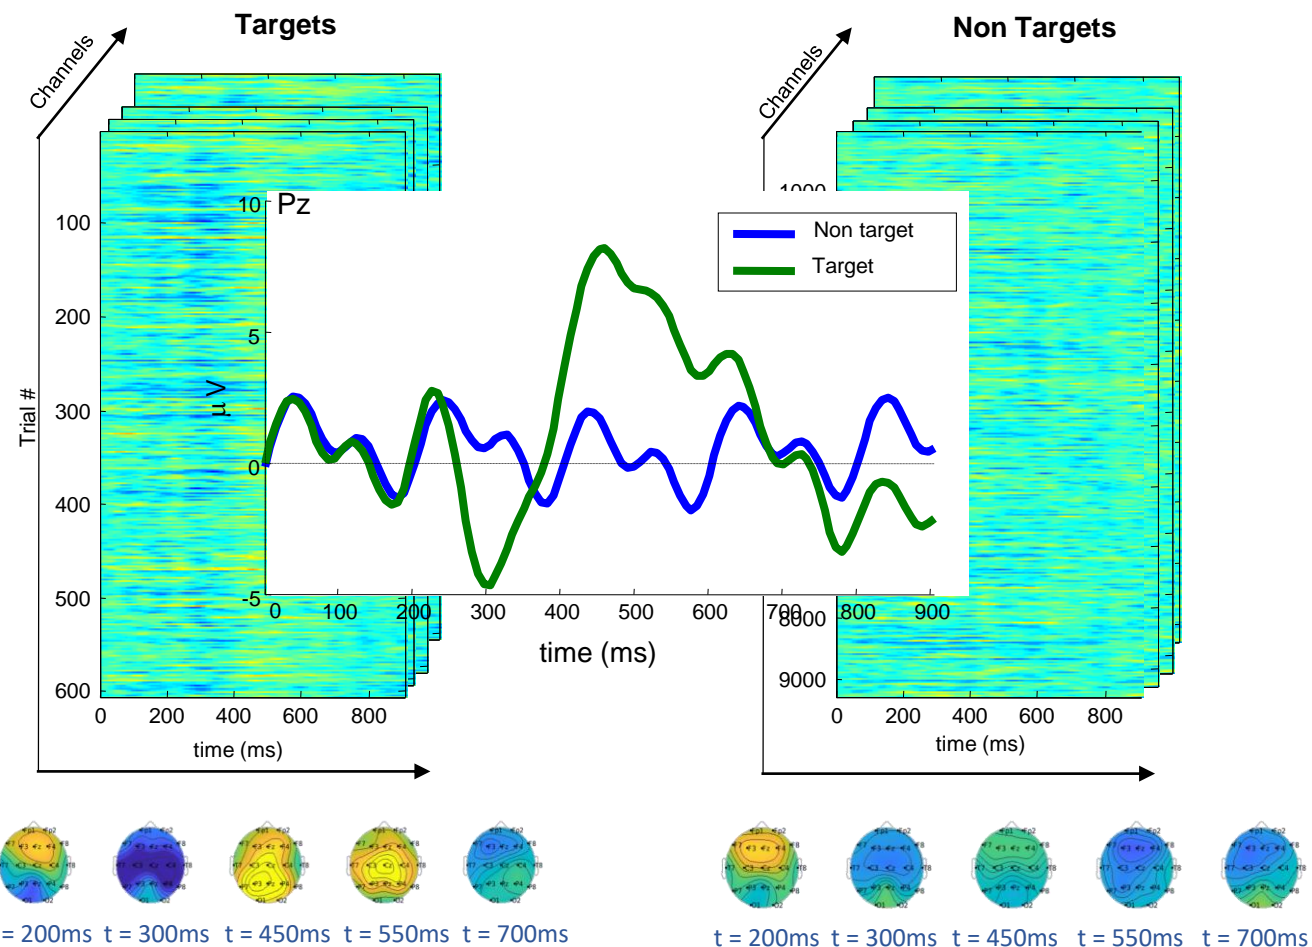 Targets
Non Targets
Channels
Channels
Trial #
100
200
300
400
500
600
0 200 400 600 800
time (ms)
Pz
10
5
0
-5
µ V
Non target
Target
0 100 200 300 400 500 600 700 800 900
time (ms)
1000
8000
9000
0 200 400 600 800
time (ms)
= 200ms t = 300ms t = 450ms t = 550ms t = 700ms
t = 200ms t = 300ms t = 450ms t = 550ms t = 700ms